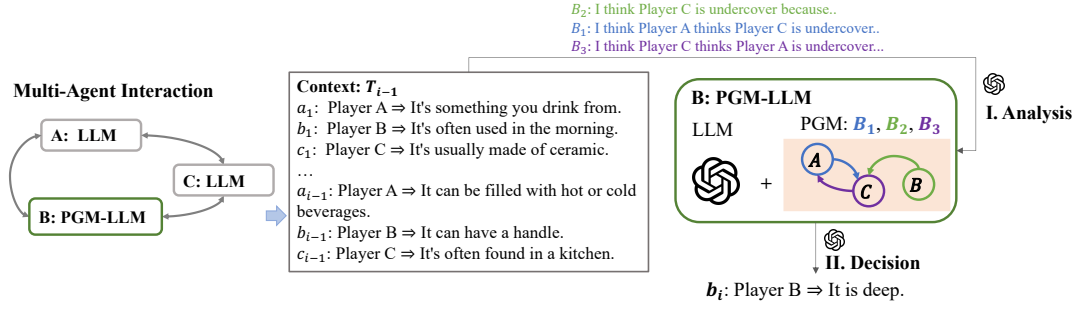 B₂: I think Player C is undercover because..
B₁: I think Player A thinks Player C is undercover..
B₃: I think Player C thinks Player A is undercover...
Multi-Agent Interaction
A: LLM
C: LLM
B: PGM-LLM
Context: Tᵢ₋₁
a₁: Player A ⇒ It's something you drink from.
b₁: Player B ⇒ It's often used in the morning.
c₁: Player C ⇒ It's usually made of ceramic.
...
aᵢ₋₁: Player A ⇒ It can be filled with hot or cold
beverages.
bᵢ₋₁: Player B ⇒ It can have a handle.
cᵢ₋₁: Player C ⇒ It's often found in a kitchen.
B: PGM-LLM
LLM
PGM: B₁, B₂, B₃
+
A
C
B
I. Analysis
II. Decision
bᵢ: Player B ⇒ It is deep.